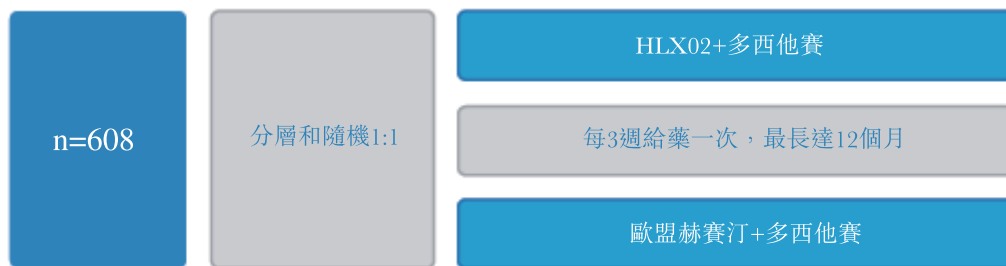 n=608
分層和隨機1:1
HLX02+多西他賽
每3週給藥一次，最長達12個月
歐盟赫賽汀+多西他賽